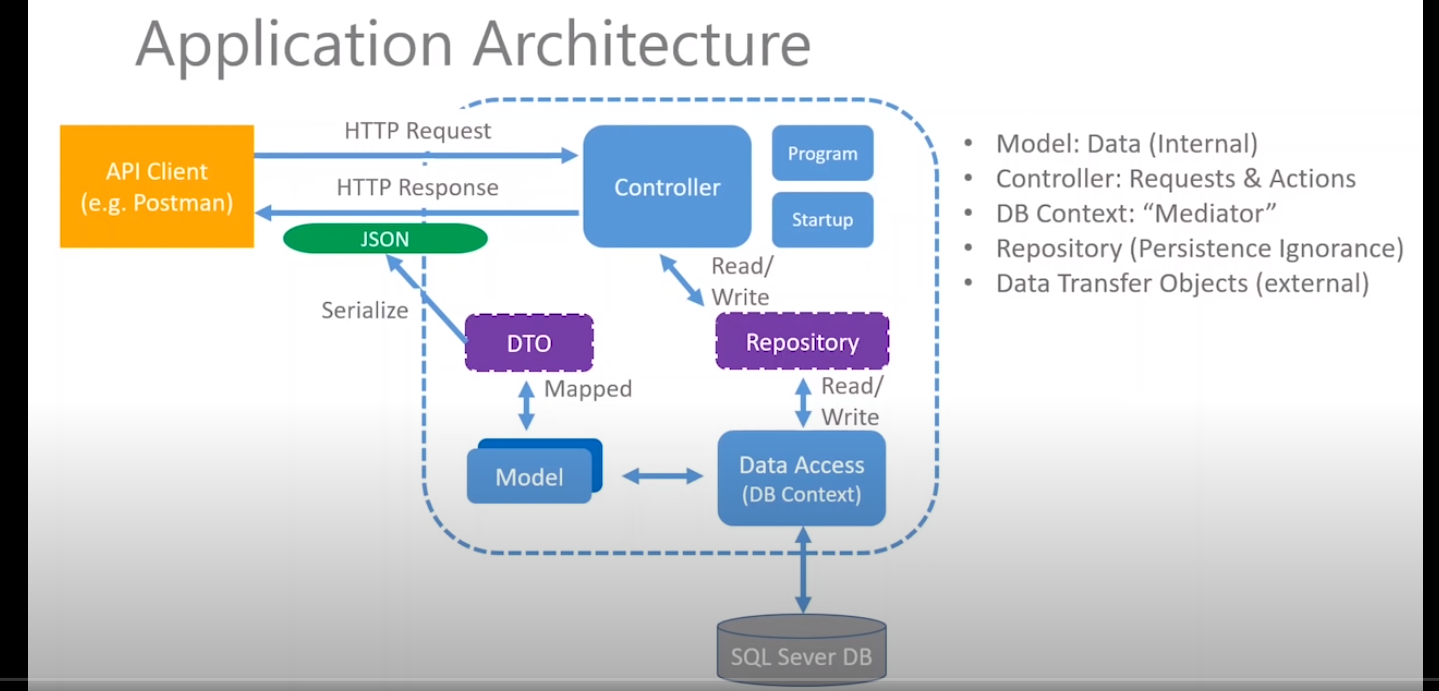 Application Architecture
HTTP Request
API Client
(e.g. Postman)
HTTP Response
JSON
Controller
Program
Startup
Read/
Write
Serialize
DTO
Repository
Mapped
Read/
Write
Model
Data Access
(DB Context)
SQL Sever DB
• Model: Data (Internal)
• Controller: Requests & Actions
• DB Context: “Mediator”
• Repository (Persistence Ignorance)
• Data Transfer Objects (external)